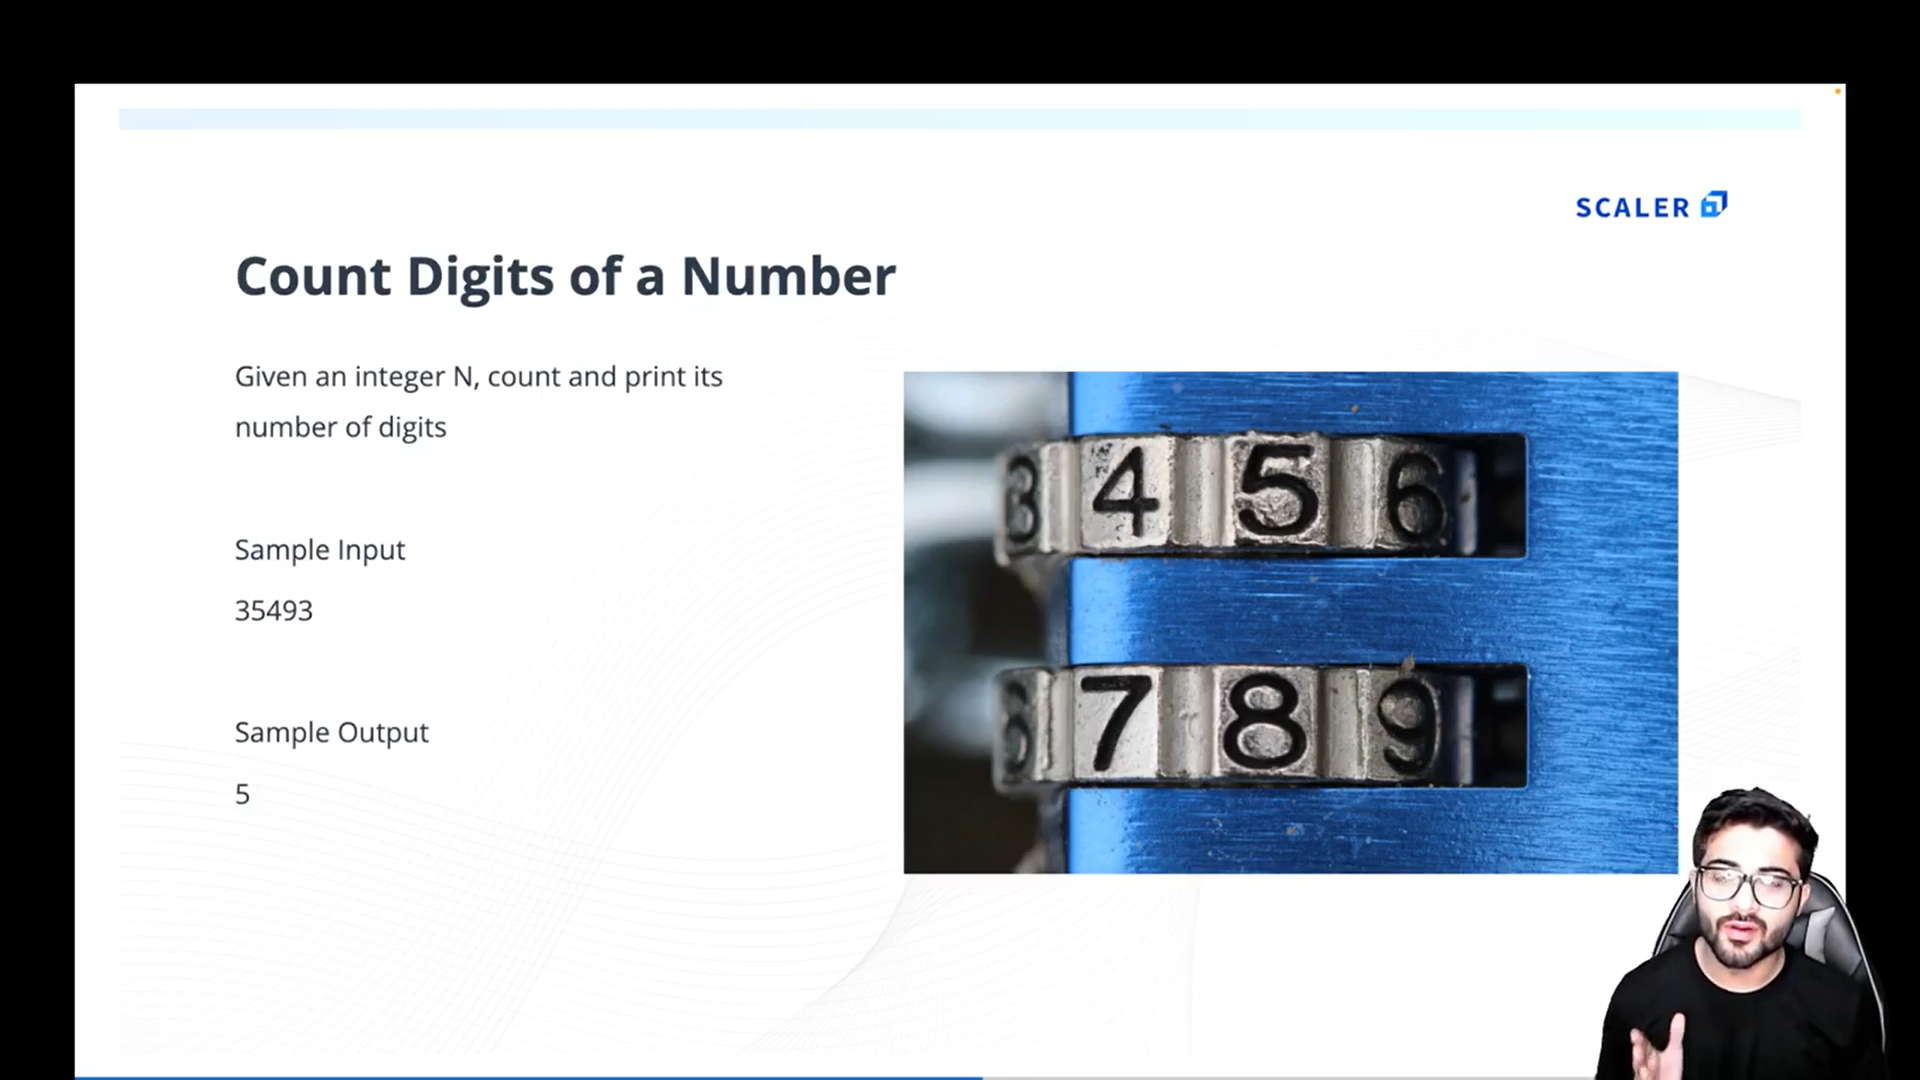 SCALER
Count Digits of a Number
Given an integer N, count and print its
number of digits
Sample Input
35493
Sample Output
5
3 4 5 6
7 8 9